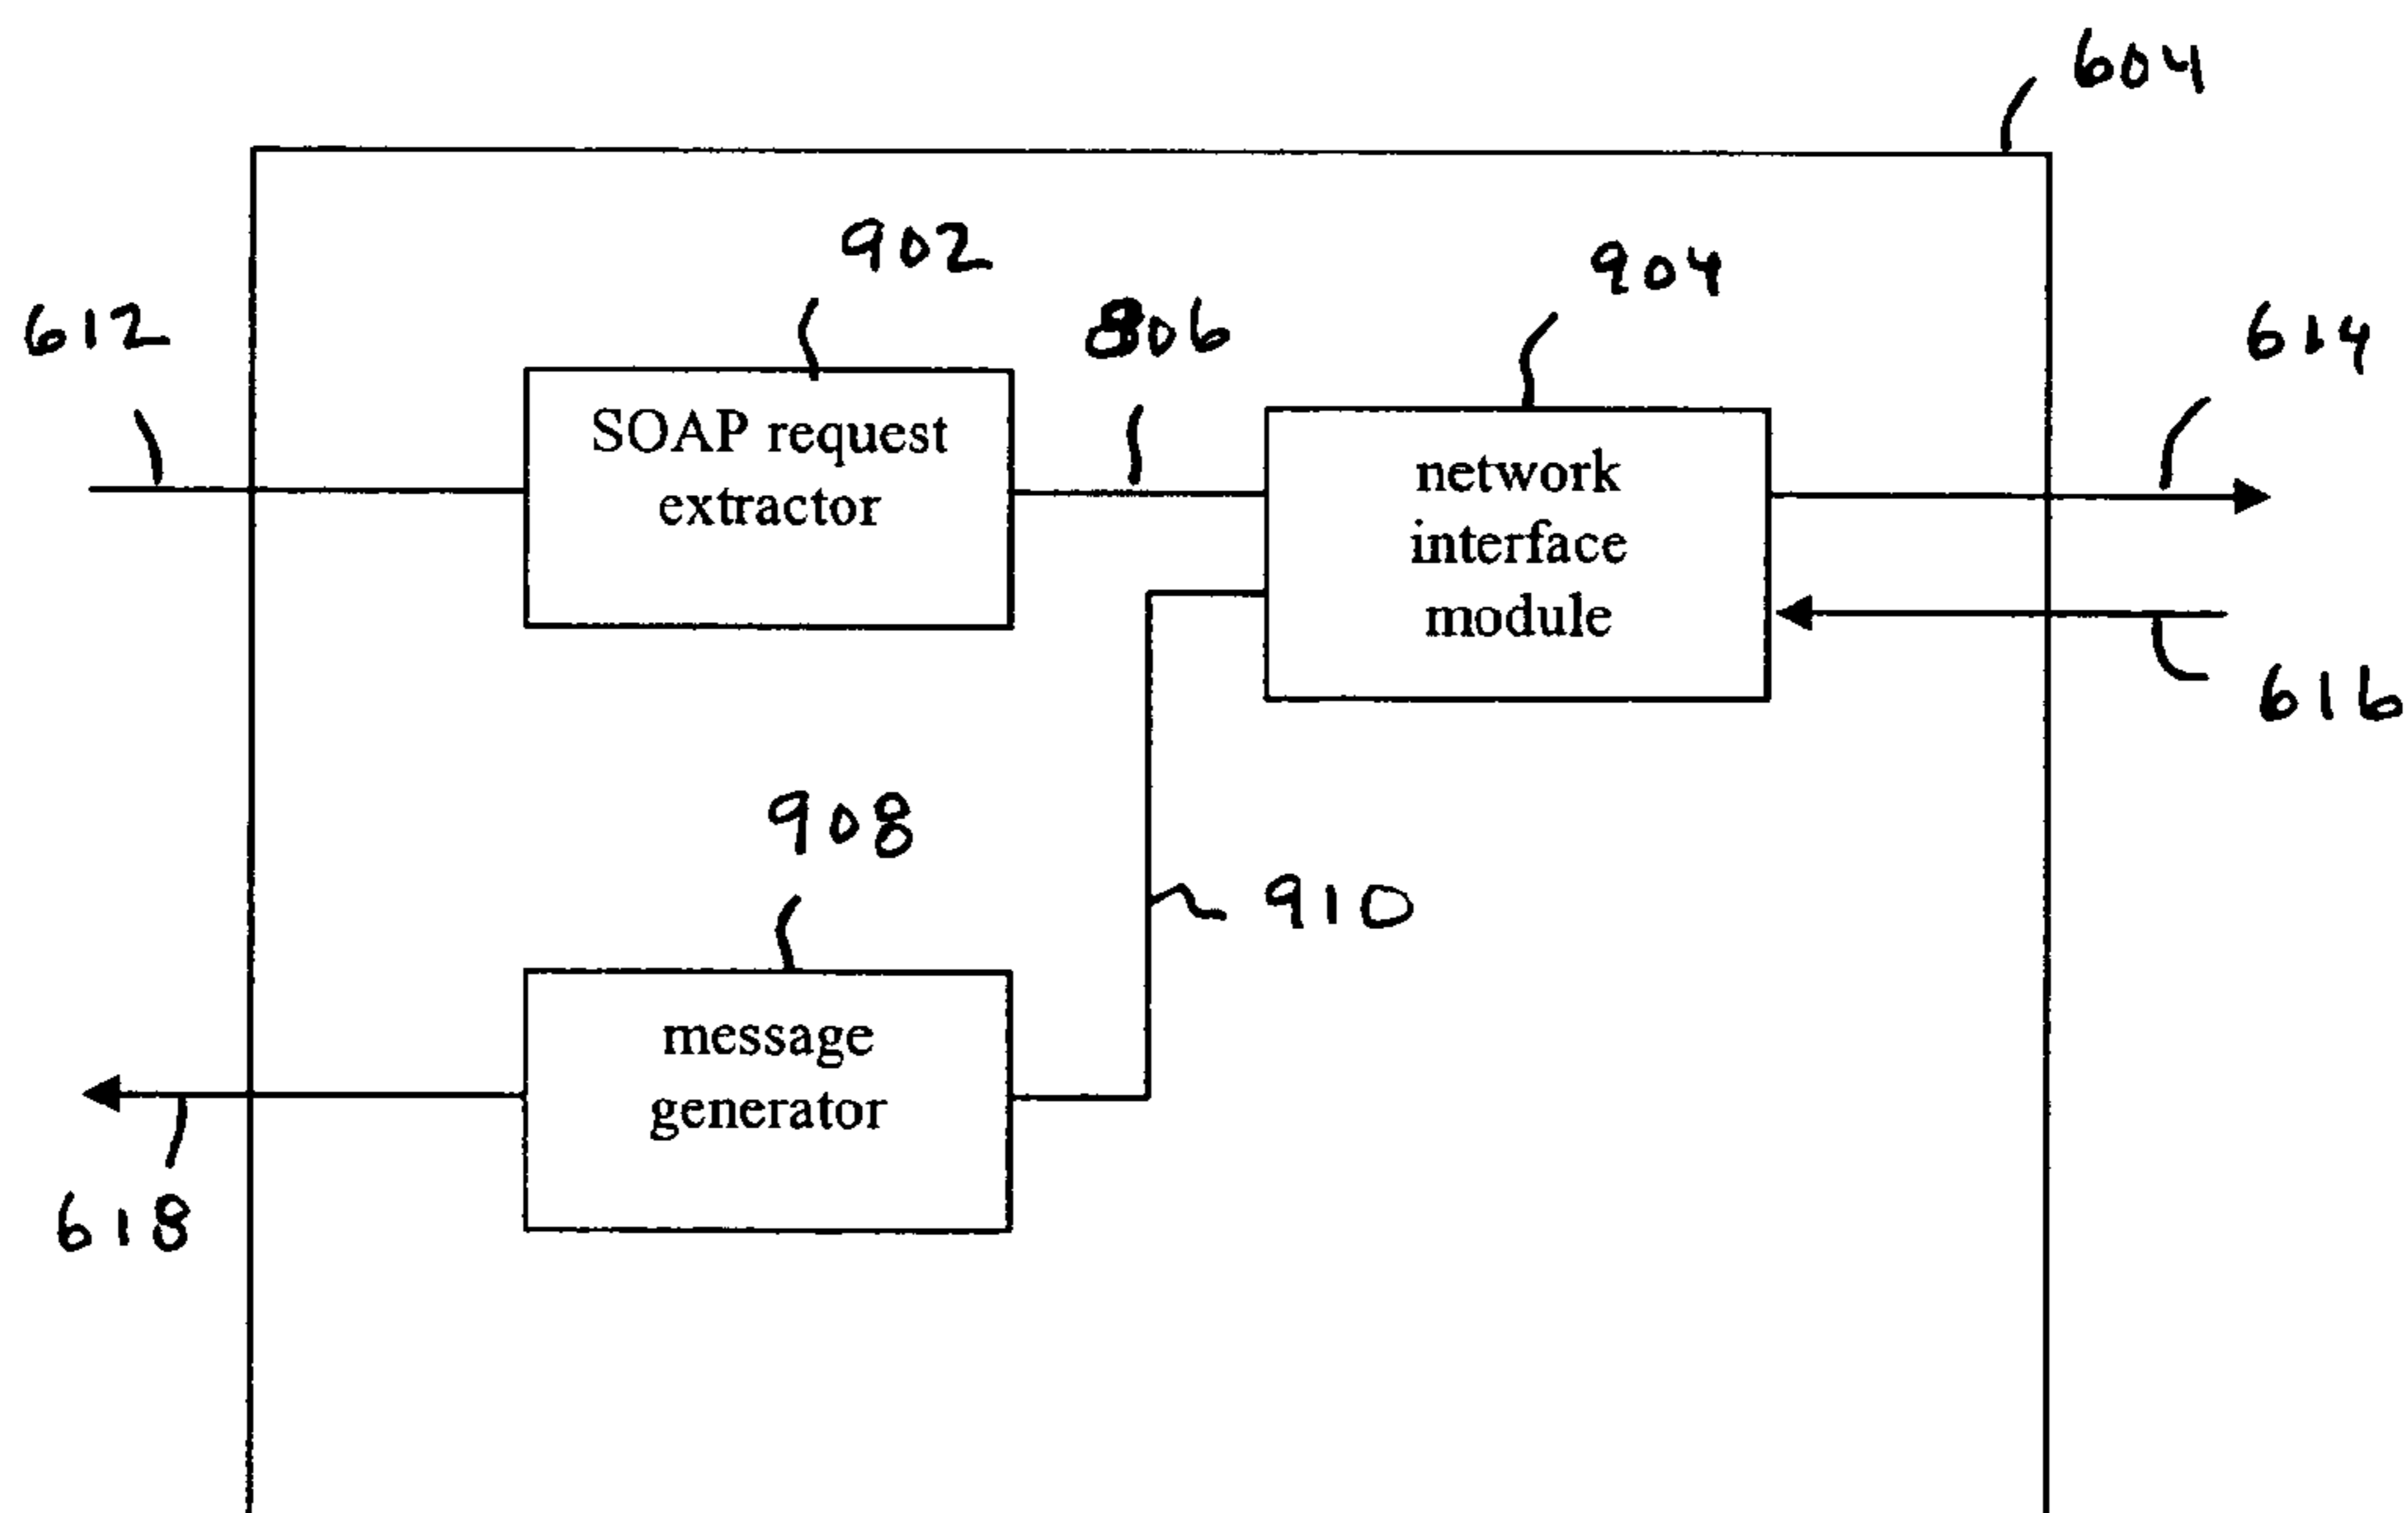 604
902
904
612
806
614
SOAP request
extractor
network
interface
module
616
908
910
message
generator
618